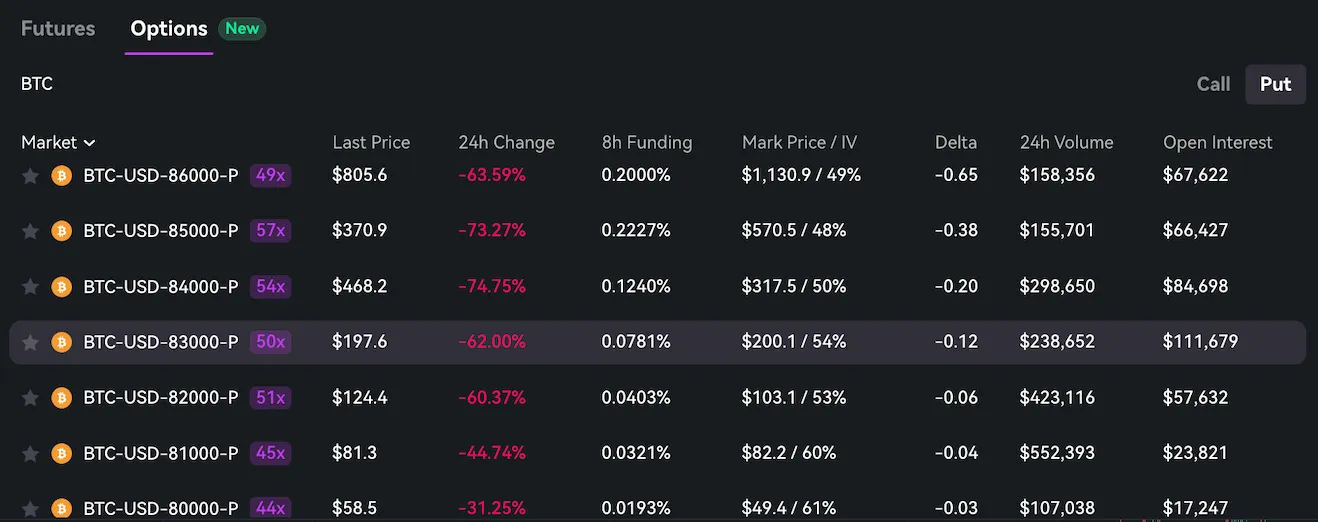 Futures Options New
BTC Call Put
Market Last Price 24h Change 8h Funding Mark Price / IV Delta 24h Volume Open Interest
BTC-USD-86000-P 49x $805.6 -63.59% 0.2000% $1,130.9 / 49% -0.65 $158,356 $67,622
BTC-USD-85000-P 57x $370.9 -73.27% 0.2227% $570.5 / 48% -0.38 $155,701 $66,427
BTC-USD-84000-P 54x $468.2 -74.75% 0.1240% $317.5 / 50% -0.20 $298,650 $84,698
BTC-USD-83000-P 50x $197.6 -62.00% 0.0781% $200.1 / 54% -0.12 $238,652 $111,679
BTC-USD-82000-P 51x $124.4 -60.37% 0.0403% $103.1 / 53% -0.06 $423,116 $57,632
BTC-USD-81000-P 45x $81.3 -44.74% 0.0321% $82.2 / 60% -0.04 $552,393 $23,821
BTC-USD-80000-P 44x $58.5 -31.25% 0.0193% $49.4 / 61% -0.03 $107,038 $17,247